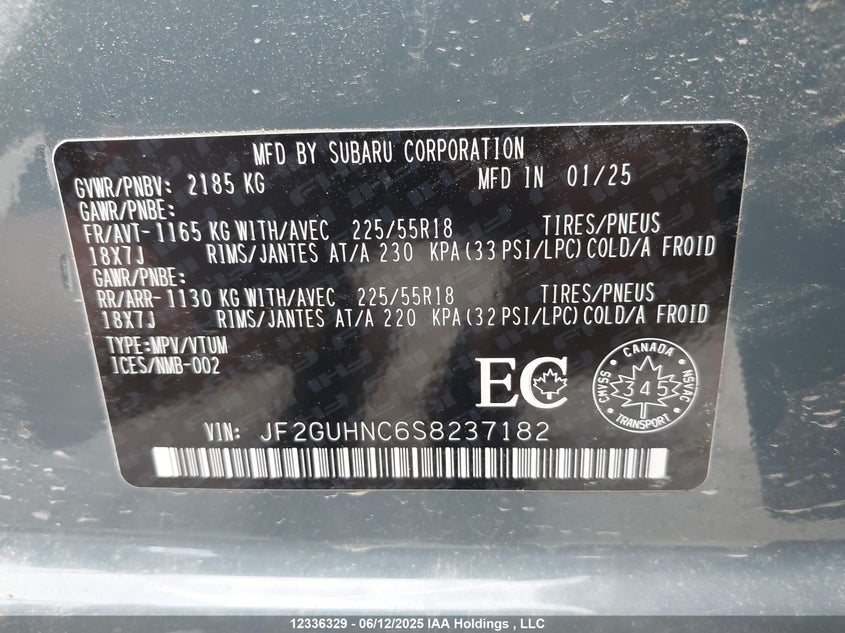 MFD BY SUBARU CORPORATION
GVWR/PNBV: 2185 KG MFD IN 01/25
GAWR/PNBE:
FR/AVT-1165 KG WITH/AVEC 225/55R18 TIRES/PNEUS
18X7J RIMS/JANTES AT/A 230 KPA(33 PSI/LPC)COLD/A FROID
GAWR/PNBE:
RR/ARR-1130 KG WITH/AVEC 225/55R18 TIRES/PNEUS
18X7J RIMS/JANTES AT/A 220 KPA(32 PSI/LPC)COLD/A FROID
TYPE:MPV/VTUM
ICES/NMB-002
EC
CANADA
CMVSS 345 NSVAC
TRANSPORT
VIN: JF2GUHNC6S8237182
12336329 - 06/12/2025 IAA Holdings , LLC